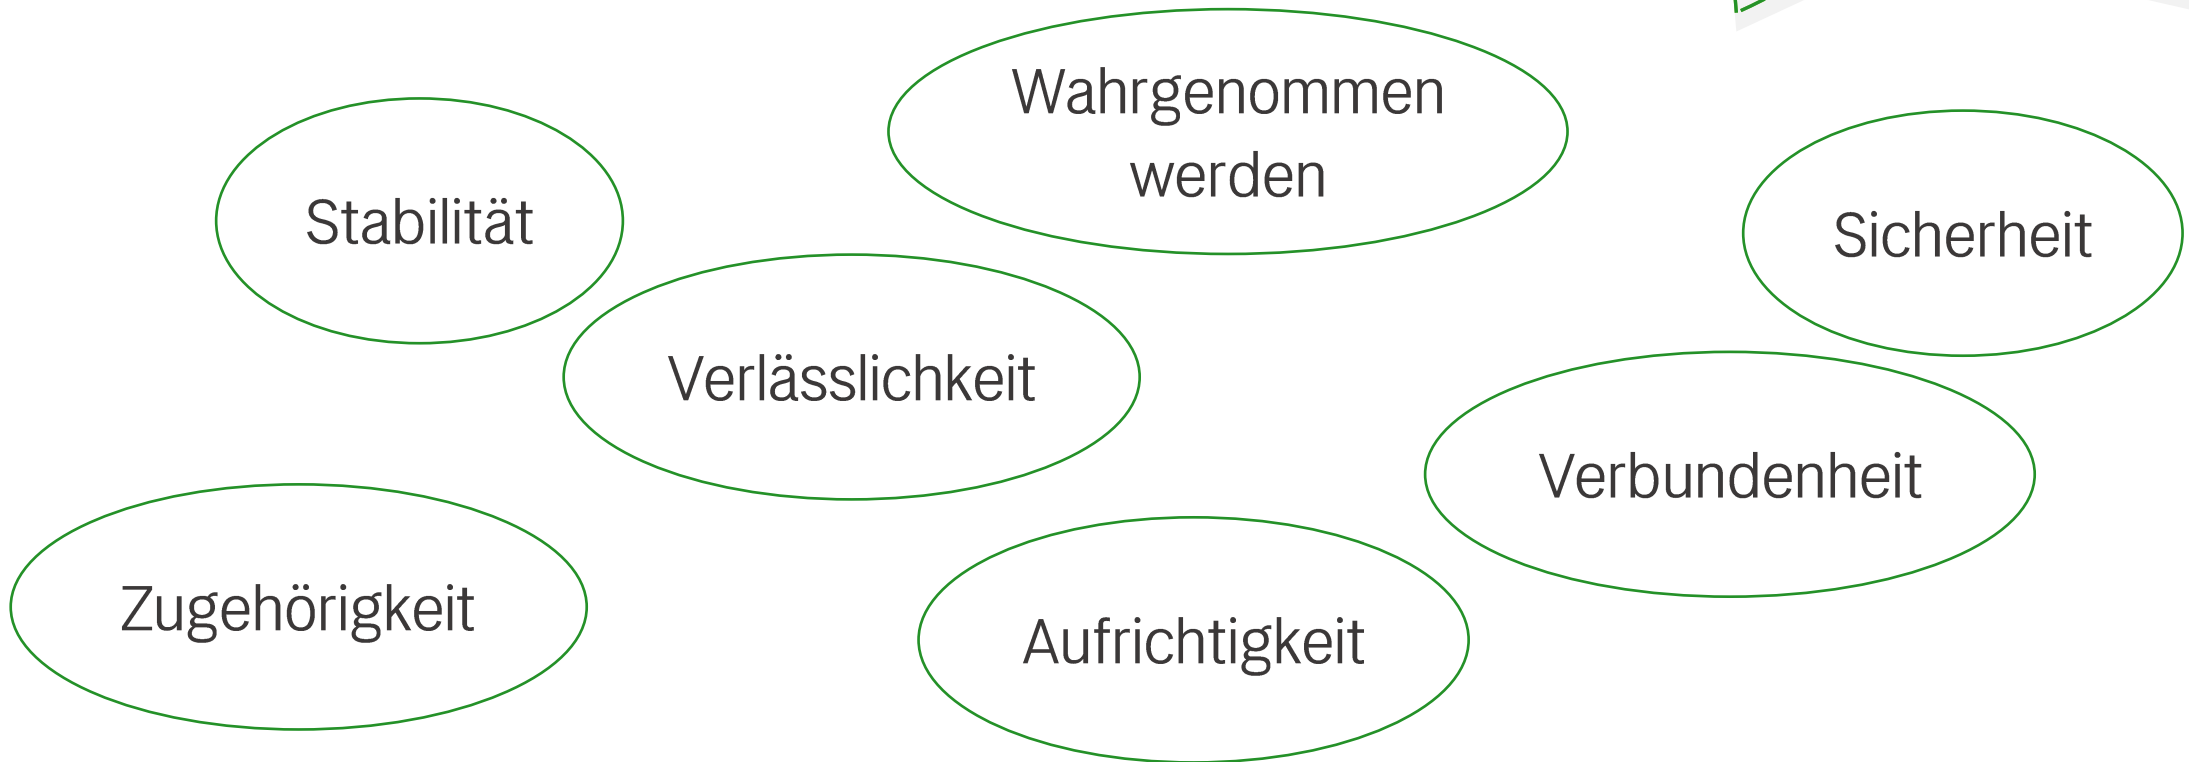 Wahrgenommen
werden
Stabilität
Sicherheit
Verlässlichkeit
Verbundenheit
Zugehörigkeit
Aufrichtigkeit